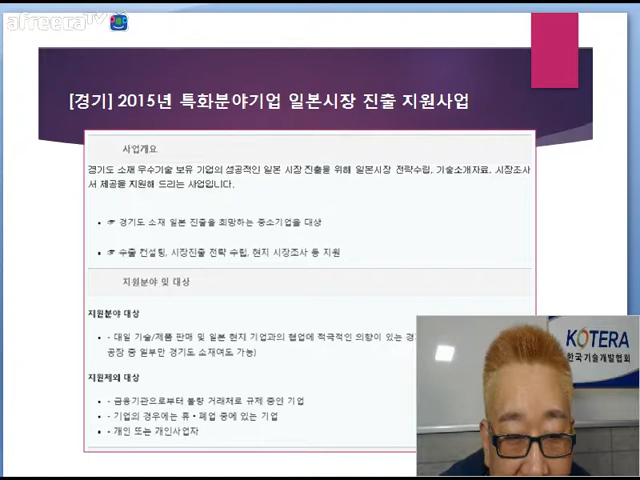 afreecaTV
[경기] 2015년 특화분야기업 일본시장 진출 지원사업
사업개요
경기도 소재 우수기술 보유 기업의 성공적인 일본 시장 진출을 위해 일본시장 전략수립, 기술소개자료, 시장조사
서 제공을 지원해 드리는 사업입니다.
• ☞ 경기도 소재 일본 진출을 희망하는 중소기업을 대상
• ☞ 수출 컨설팅, 시장진출 전략 수립, 현지 시장조사 등 지원
지원분야 및 대상
지원분야 대상
• - 대일 기술/제품 판매 및 일본 현지 기업과의 협업에 적극적인 의향이 있는
공장 중 일부만 경기도 소재여도 가능)
지원제외 대상
• - 금융기관으로부터 불량 거래처로 규제 중인 기업
• - 기업의 경우에는 휴・폐업 중에 있는 기업
• - 개인 또는 개인사업자
KOTERA
한국기술개발협회